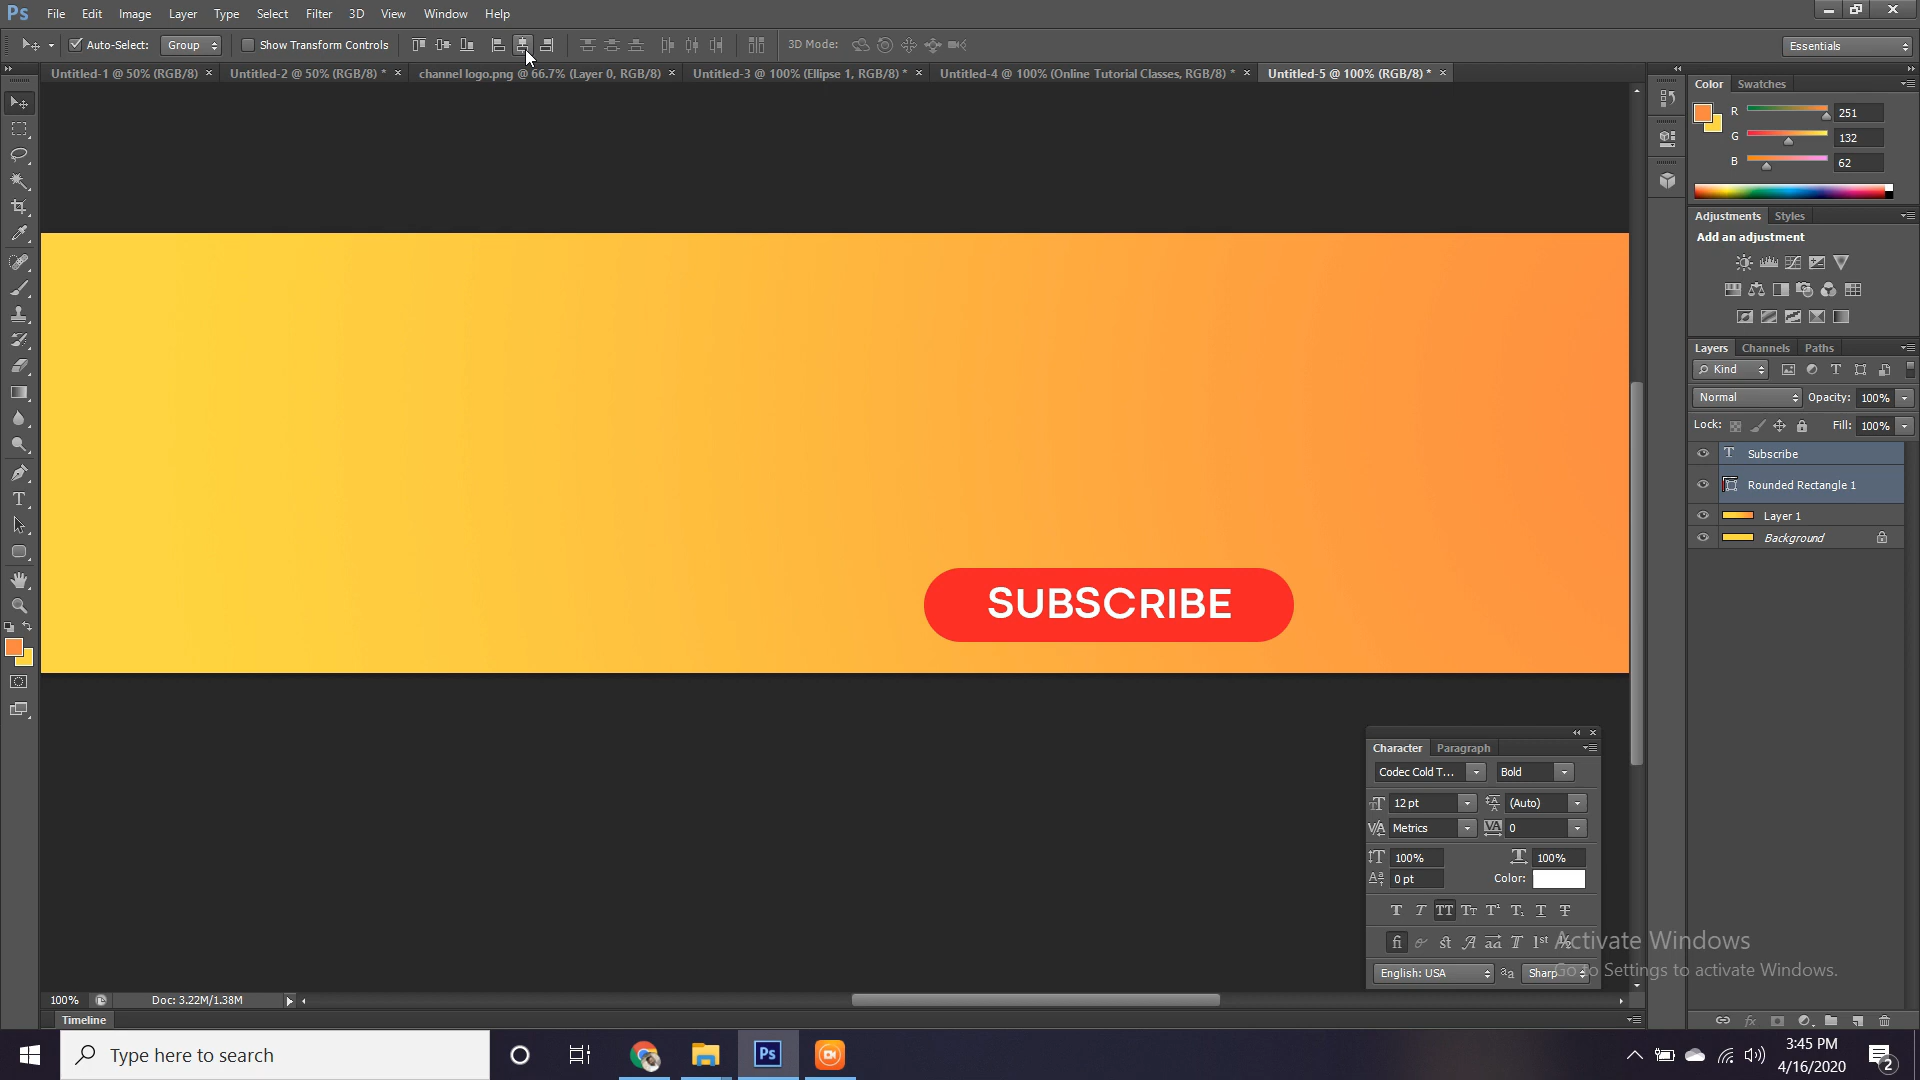 Ps File Edit Image Layer Type Select Filter 3D View Window Help
Auto-Select: Group Show Transform Controls 3D Mode: Essentials
Untitled-1 @ 50% (RGB/8) × Untitled-2 @ 50% (RGB/8) * × channel logo.png @ 66.7% (Layer 0, RGB/8) × Untitled-3 @ 100% (Ellipse 1, RGB/8) * × Untitled-4 @ 100% (Online Tutorial Classes, RGB/8) * × Untitled-5 @ 100% (RGB/8) * ×
Color Swatches
R 251
G 132
B 62
Adjustments Styles
Add an adjustment
Layers Channels Paths
Kind
Normal Opacity: 100%
Lock: Fill: 100%
Subscribe
Rounded Rectangle 1
Layer 1
Background
SUBSCRIBE
Character Paragraph
Codec Cold T... Bold
12 pt (Auto)
Metrics 0
100% 100%
0 pt Color:
English: USA Sharp
Activate Windows
Go to Settings to activate Windows.
100% Doc: 3.22M/1.38M
Timeline
Type here to search
Ps
3:45 PM
4/16/2020
2